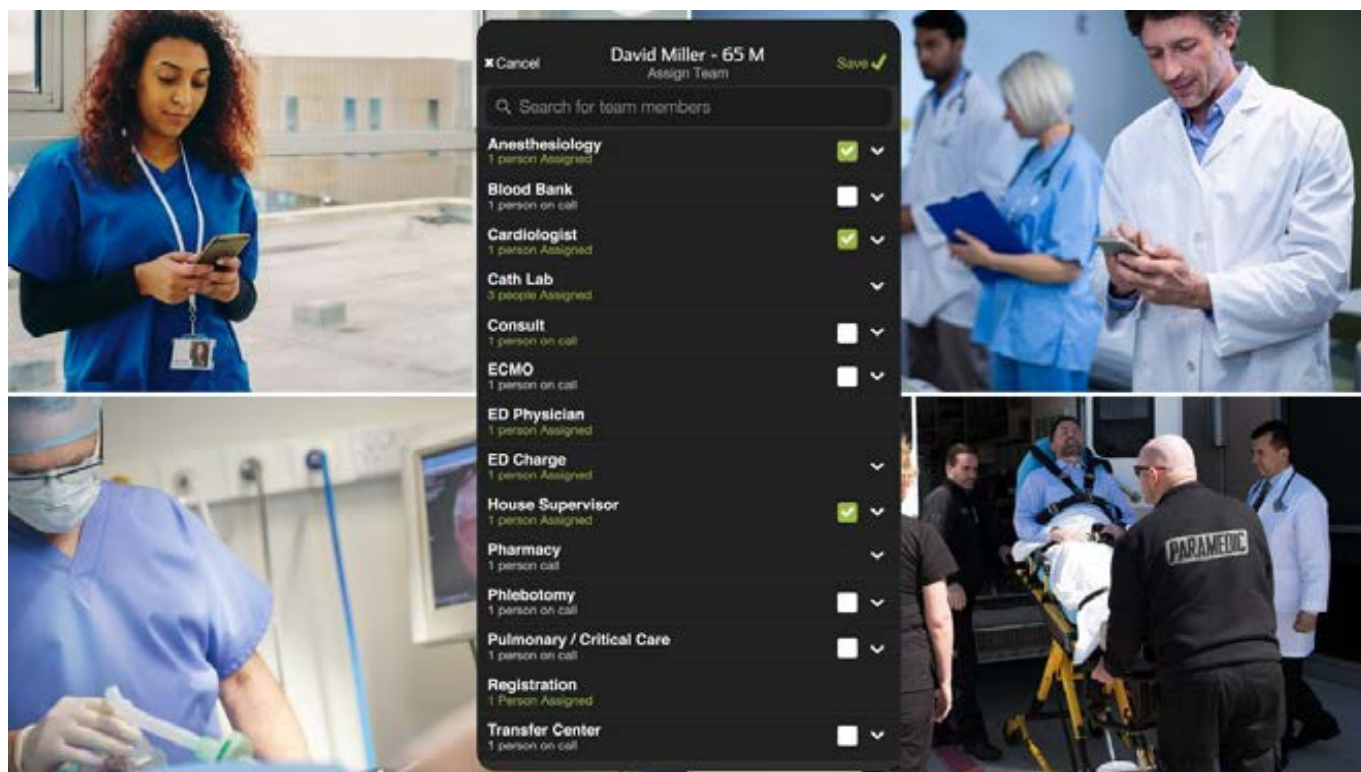 ✖ Cancel
David Miller - 65 M
Save ✓
Assign Team
Search for team members
Anesthesiology
1 person Assigned
Blood Bank
1 person on call
Cardiologist
1 person Assigned
Cath Lab
3 people Assigned
Consult
1 person on call
ECMO
1 person on call
ED Physician
1 person Assigned
ED Charge
1 person Assigned
House Supervisor
1 person Assigned
Pharmacy
1 person call
Phlebotomy
1 person on call
Pulmonary / Critical Care
1 person on call
Registration
1 Person Assigned
Transfer Center
1 person on call
PARAMEDIC